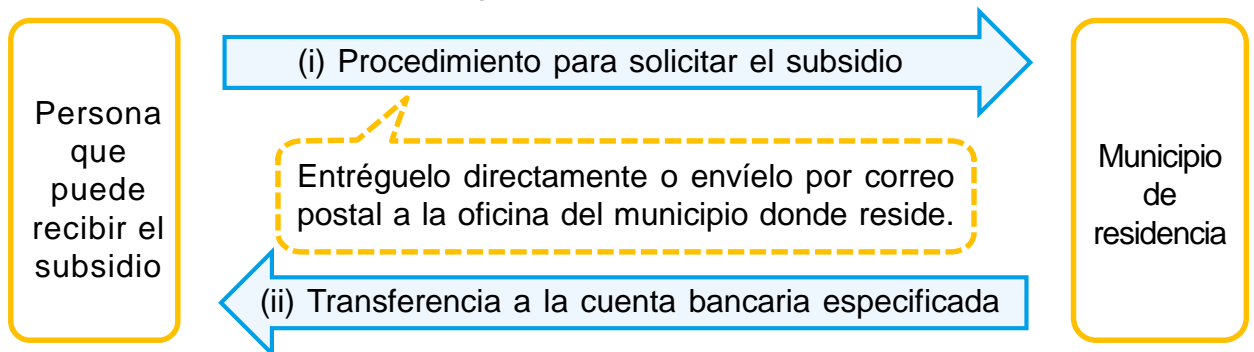 Persona
que
puede
recibir el
subsidio
(i) Procedimiento para solicitar el subsidio
Entréguelo directamente o envíelo por correo
postal a la oficina del municipio donde reside.
(ii) Transferencia a la cuenta bancaria especificada
Municipio
de
residencia